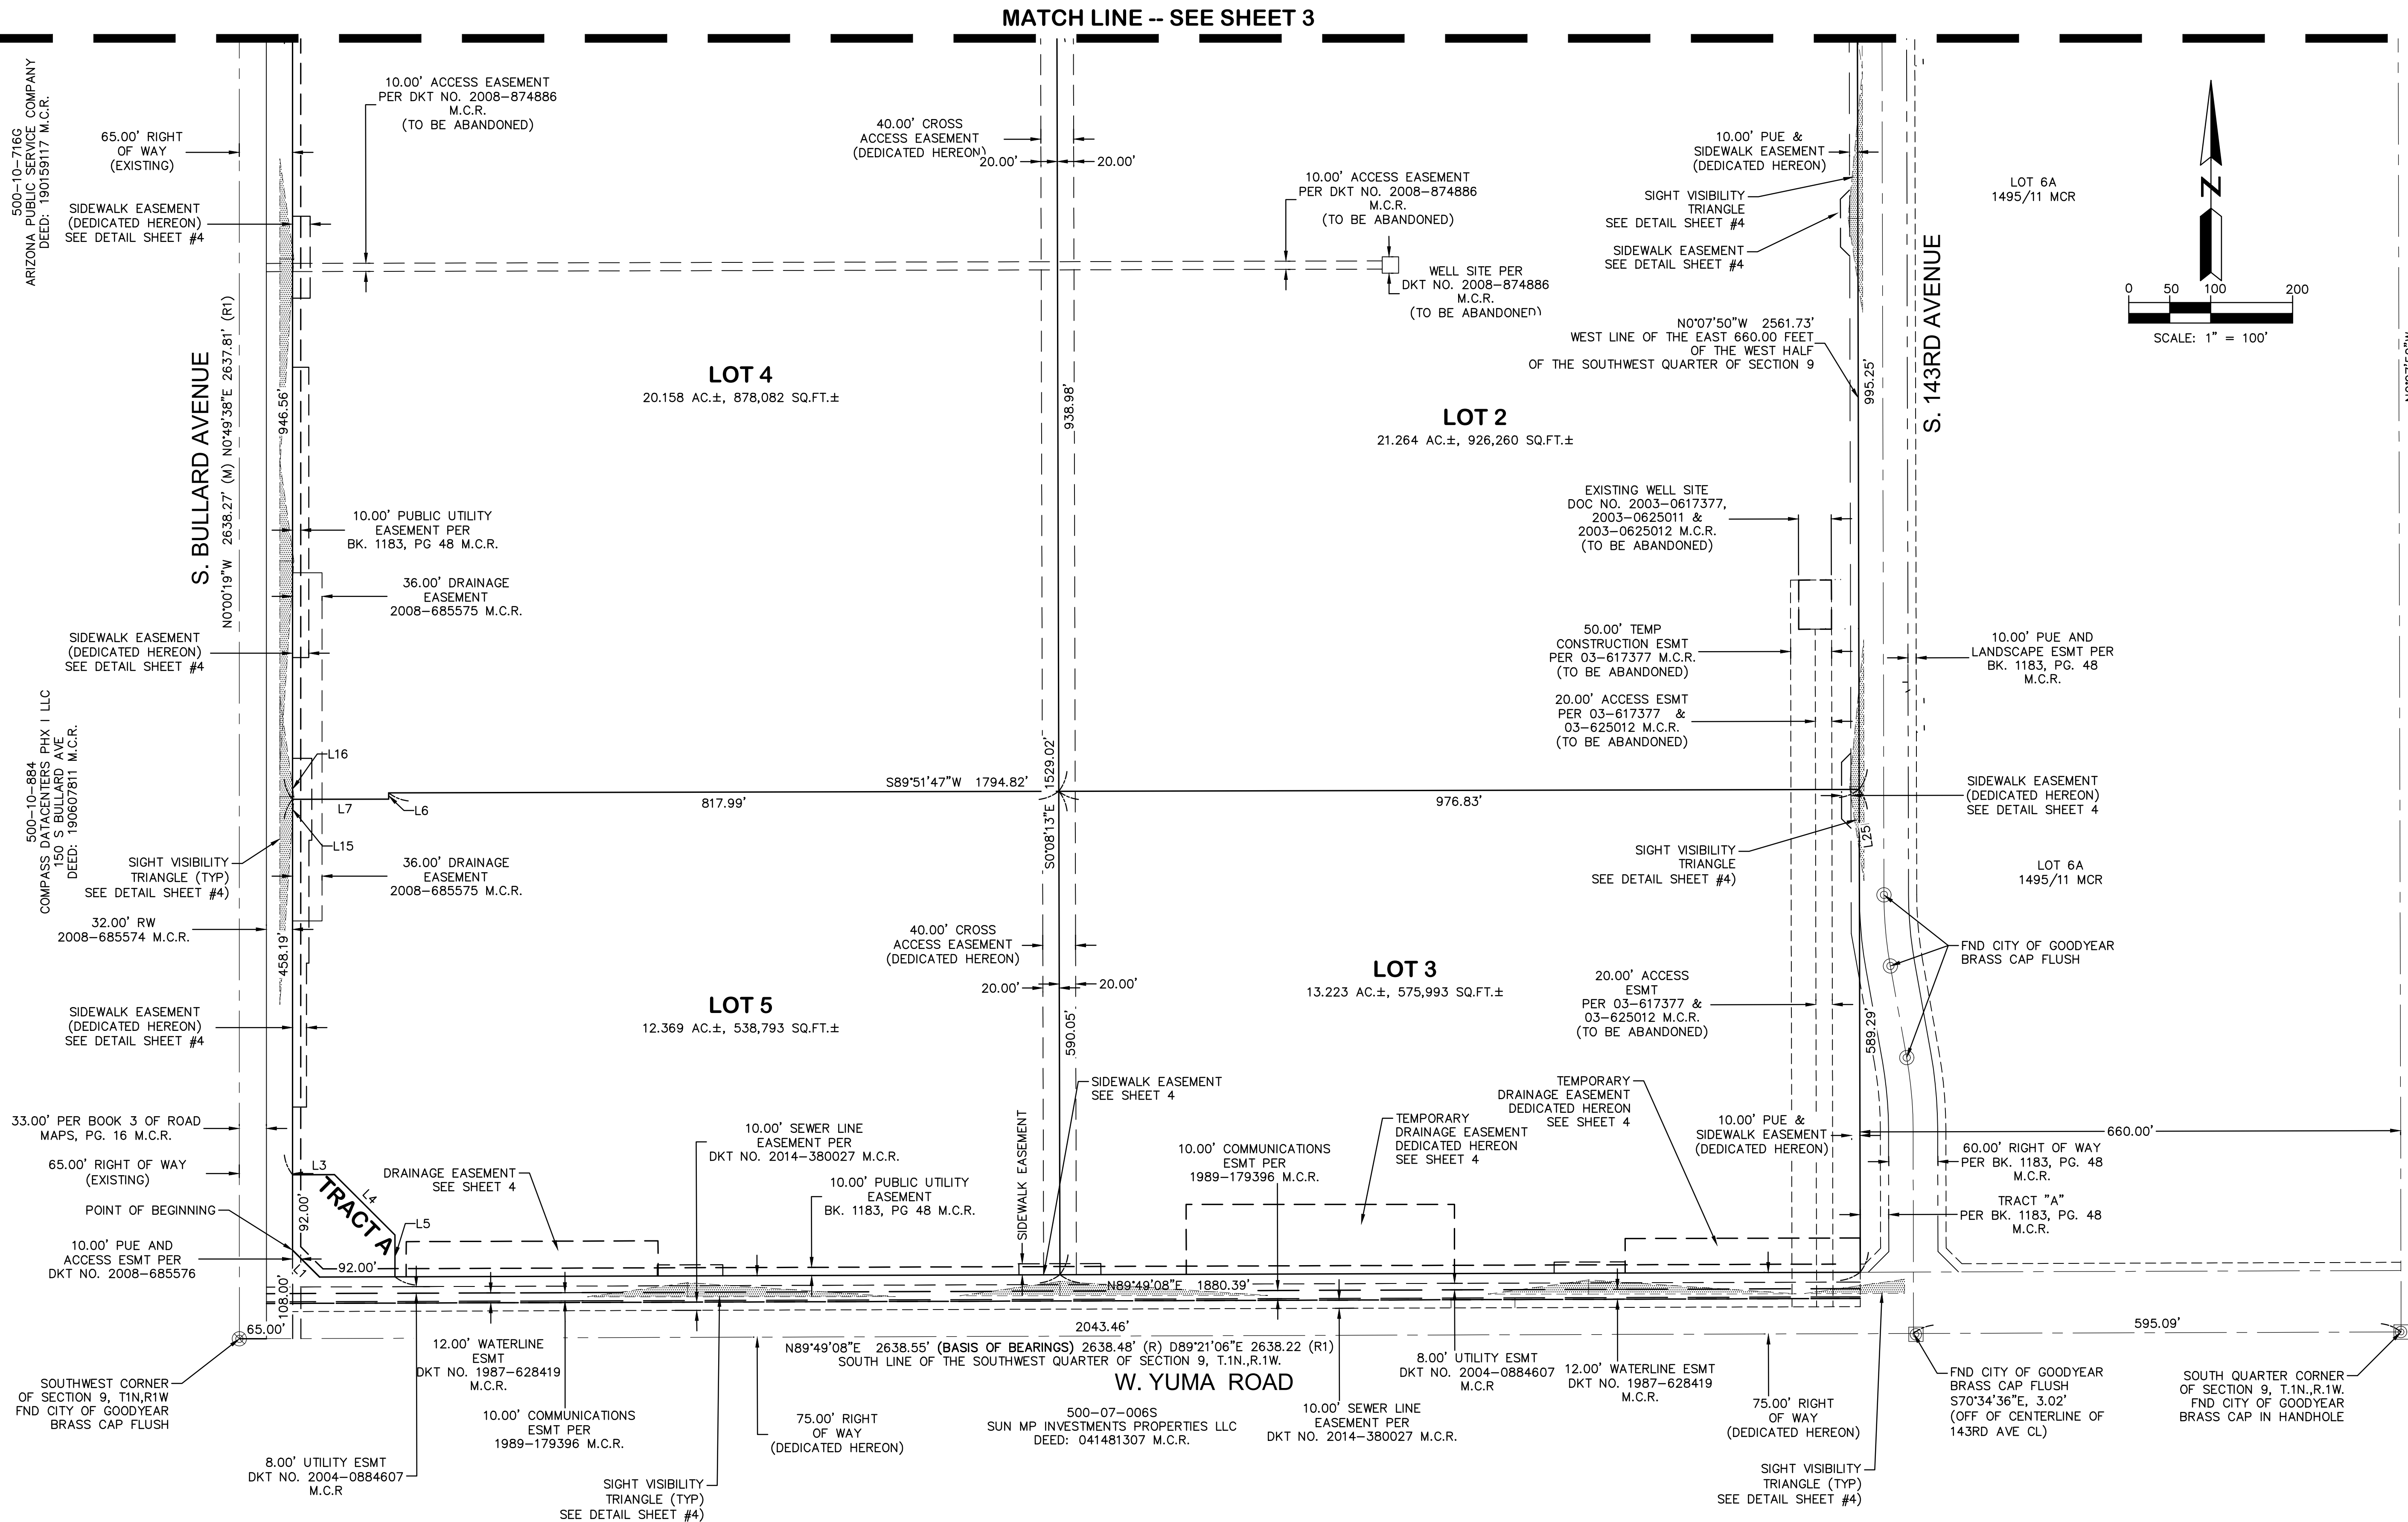 MATCH LINE -- SEE SHEET 3
500-10-716G
ARIZONA PUBLIC SERVICE COMPANY
DEED: 190159117 M.C.R.
65.00' RIGHT
OF WAY
(EXISTING)
10.00' ACCESS EASEMENT
PER DKT NO. 2008-874886
M.C.R.
(TO BE ABANDONED)
40.00' CROSS
ACCESS EASEMENT
(DEDICATED HEREON)
20.00'
20.00'
10.00' ACCESS EASEMENT
PER DKT NO. 2008-874886
M.C.R.
(TO BE ABANDONED)
WELL SITE PER
DKT NO. 2008-874886
M.C.R.
(TO BE ABANDONED)
10.00' PUE &
SIDEWALK EASEMENT
(DEDICATED HEREON)
SIGHT VISIBILITY
TRIANGLE
SEE DETAIL SHEET #4
SIDEWALK EASEMENT
SEE DETAIL SHEET #4
LOT 6A
1495/11 MCR
N
0 50 100 200
SCALE: 1" = 100'
S. 143RD AVENUE
SIDEWALK EASEMENT
(DEDICATED HEREON)
SEE DETAIL SHEET #4
S. BULLARD AVENUE
N0°00'19"W 2638.27' (M) N0°49'38"E 2637.81' (R1)
946.56'
LOT 4
20.158 AC.±, 878,082 SQ.FT.±
938.98'
LOT 2
21.264 AC.±, 926,260 SQ.FT.±
N0°07'50"W 2561.73'
WEST LINE OF THE EAST 660.00 FEET
OF THE WEST HALF
OF THE SOUTHWEST QUARTER OF SECTION 9
995.25'
10.00' PUBLIC UTILITY
EASEMENT PER
BK. 1183, PG 48 M.C.R.
36.00' DRAINAGE
EASEMENT
2008-685575 M.C.R.
EXISTING WELL SITE
DOC NO. 2003-0617377,
2003-0625011 &
2003-0625012 M.C.R.
(TO BE ABANDONED)
50.00' TEMP
CONSTRUCTION ESMT
PER 03-617377 M.C.R.
(TO BE ABANDONED)
20.00' ACCESS ESMT
PER 03-617377 &
03-625012 M.C.R.
(TO BE ABANDONED)
10.00' PUE AND
LANDSCAPE ESMT PER
BK. 1183, PG. 48
M.C.R.
SIDEWALK EASEMENT
(DEDICATED HEREON)
SEE DETAIL SHEET #4
500-10-884
COMPASS DATACENTERS PHX I LLC
150 S BULLARD AVE
DEED: 190607811 M.C.R.
L16
L7
L6
L15
S89°51'47"W 1794.82'
817.99'
976.83'
S0°08'13"E 1529.02'
SIDEWALK EASEMENT
(DEDICATED HEREON)
SEE DETAIL SHEET 4
L25
SIGHT VISIBILITY
TRIANGLE (TYP)
SEE DETAIL SHEET #4)
36.00' DRAINAGE
EASEMENT
2008-685575 M.C.R.
SIGHT VISIBILITY
TRIANGLE
SEE DETAIL SHEET #4)
LOT 6A
1495/11 MCR
32.00' RW
2008-685574 M.C.R.
458.19'
40.00' CROSS
ACCESS EASEMENT
(DEDICATED HEREON)
20.00'
20.00'
FND CITY OF GOODYEAR
BRASS CAP FLUSH
LOT 5
12.369 AC.±, 538,793 SQ.FT.±
LOT 3
13.223 AC.±, 575,993 SQ.FT.±
20.00' ACCESS
ESMT
PER 03-617377 &
03-625012 M.C.R.
(TO BE ABANDONED)
590.05'
589.29'
SIDEWALK EASEMENT
(DEDICATED HEREON)
SEE DETAIL SHEET #4
SIDEWALK EASEMENT
SEE SHEET 4
TEMPORARY
DRAINAGE EASEMENT
DEDICATED HEREON
SEE SHEET 4
TEMPORARY
DRAINAGE EASEMENT
DEDICATED HEREON
SEE SHEET 4
33.00' PER BOOK 3 OF ROAD
MAPS, PG. 16 M.C.R.
10.00' SEWER LINE
EASEMENT PER
DKT NO. 2014-380027 M.C.R.
SIDEWALK EASEMENT
10.00' COMMUNICATIONS
ESMT PER
1989-179396 M.C.R.
10.00' PUE &
SIDEWALK EASEMENT
(DEDICATED HEREON)
660.00'
60.00' RIGHT OF WAY
PER BK. 1183, PG. 48
M.C.R.
65.00' RIGHT OF WAY
(EXISTING)
L3
L4
L5
TRACT A
92.00'
DRAINAGE EASEMENT
SEE SHEET 4
10.00' PUBLIC UTILITY
EASEMENT
BK. 1183, PG 48 M.C.R.
TRACT "A"
PER BK. 1183, PG. 48
M.C.R.
POINT OF BEGINNING
10.00' PUE AND
ACCESS ESMT PER
DKT NO. 2008-685576
L1
92.00'
108.00'
65.00'
N89°49'08"E 1880.39'
2043.46'
595.09'
N89°49'08"E 2638.55' (BASIS OF BEARINGS) 2638.48' (R) D89°21'06"E 2638.22 (R1)
SOUTH LINE OF THE SOUTHWEST QUARTER OF SECTION 9, T.1N.,R.1W.
W. YUMA ROAD
500-07-006S
SUN MP INVESTMENTS PROPERTIES LLC
DEED: 041481307 M.C.R.
SOUTHWEST CORNER
OF SECTION 9, T1N,R1W
FND CITY OF GOODYEAR
BRASS CAP FLUSH
12.00' WATERLINE
ESMT
DKT NO. 1987-628419
M.C.R.
10.00' COMMUNICATIONS
ESMT PER
1989-179396 M.C.R.
8.00' UTILITY ESMT
DKT NO. 2004-0884607
M.C.R
75.00' RIGHT
OF WAY
(DEDICATED HEREON)
SIGHT VISIBILITY
TRIANGLE (TYP)
SEE DETAIL SHEET #4)
10.00' SEWER LINE
EASEMENT PER
DKT NO. 2014-380027 M.C.R.
8.00' UTILITY ESMT
DKT NO. 2004-0884607
M.C.R
12.00' WATERLINE ESMT
DKT NO. 1987-628419
M.C.R.
75.00' RIGHT
OF WAY
(DEDICATED HEREON)
SIGHT VISIBILITY
TRIANGLE (TYP)
SEE DETAIL SHEET #4)
FND CITY OF GOODYEAR
BRASS CAP FLUSH
S70°34'36"E, 3.02'
(OFF OF CENTERLINE OF
143RD AVE CL)
SOUTH QUARTER CORNER
OF SECTION 9, T.1N.,R.1W.
FND CITY OF GOODYEAR
BRASS CAP IN HANDHOLE